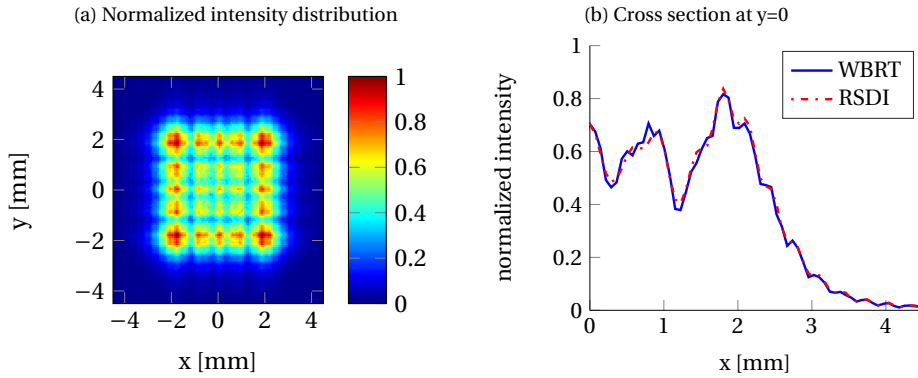 (a) Normalized intensity distribution
4
2
0
−2
−4
y [mm]
−4 −2 0 2 4
x [mm]
1
0.8
0.6
0.4
0.2
0
(b) Cross section at y=0
1
0.8
0.6
0.4
0.2
0
normalized intensity
0 1 2 3 4
x [mm]
WBRT
RSDI